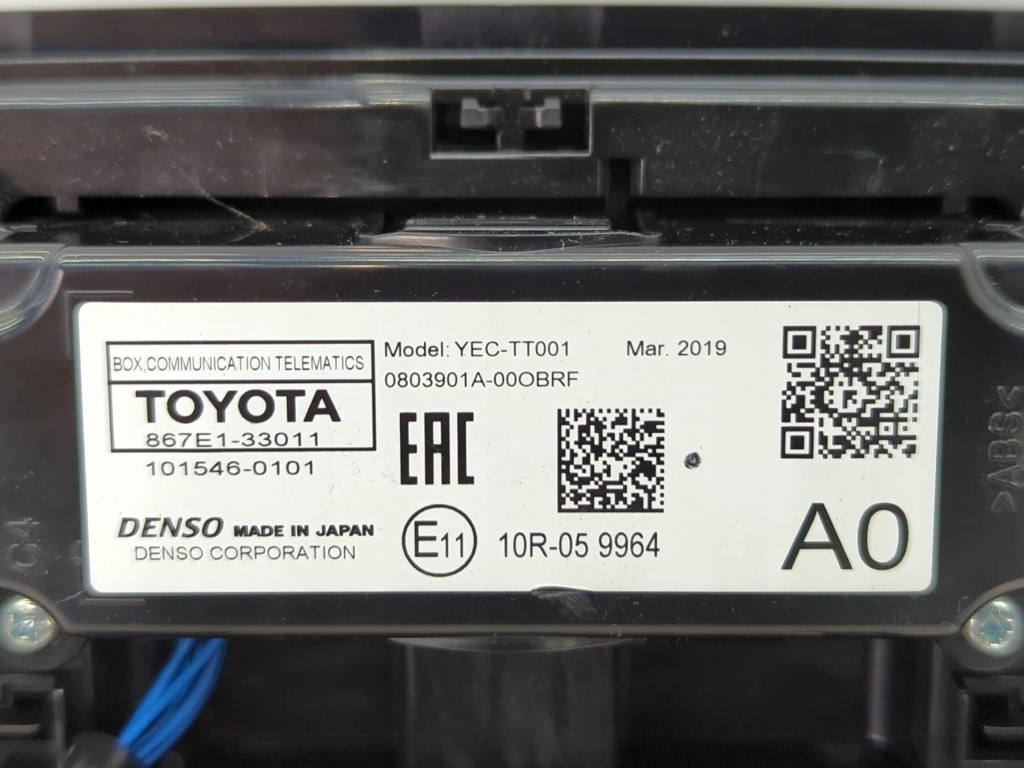 BOX,COMMUNICATION TELEMATICS
TOYOTA
867E1-33011
101546-0101
DENSO MADE IN JAPAN
DENSO CORPORATION
Model: YEC-TT001 Mar. 2019
0803901A-00OBRF
EAC
E11 10R-05 9964
A0
>ABS<
C4